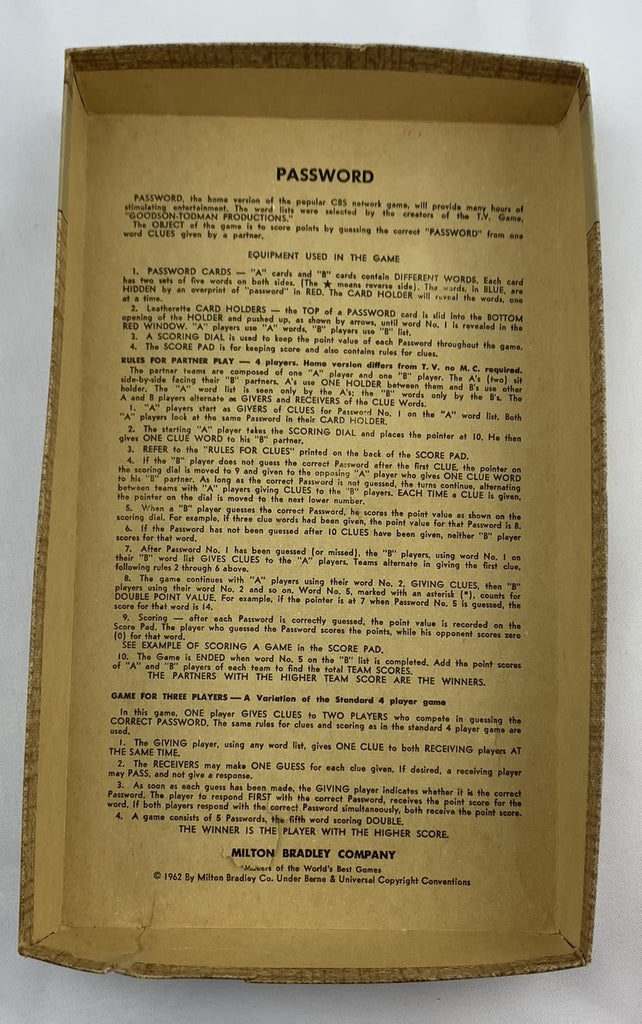 PASSWORD
PASSWORD, the home version of the popular CBS network game, will provide many hours of
stimulating entertainment. The word lists were selected by the creators of the T.V. Game,
"GOODSON-TODMAN PRODUCTIONS."
The OBJECT of the game is to score points by guessing the correct "PASSWORD" from one
word CLUES given by a partner.
EQUIPMENT USED IN THE GAME
1. PASSWORD CARDS — "A" cards and "B" cards contain DIFFERENT WORDS. Each card
has two sets of five words on both sides. (The ★ means reverse side). The words, in BLUE, are
HIDDEN by an overprint of "password" in RED. The CARD HOLDER will reveal the words, one
at a time.
2. Leatherette CARD HOLDERS — the TOP of a PASSWORD card is slid into the BOTTOM
opening of the HOLDER and pushed up, as shown by arrows, until word No. 1 is revealed in the
RED WINDOW. "A" players use "A" words, "B" players use "B" list.
3. A SCORING DIAL is used to keep the point value of each Password throughout the game.
4. The SCORE PAD is for keeping score and also contains rules for clues.
RULES FOR PARTNER PLAY — 4 players. Home version differs from T.V. no M.C. required.
The partner teams are composed of one "A" player and one "B" player. The A's (two) sit
side-by-side facing their "B" partners. A's use ONE HOLDER between them and B's use other
holder. The "A" word list is seen only by the A's; the "B" words only by the B's. The
A and B players alternate as GIVERS and RECEIVERS of the CLUE Words.
1. "A" players start as GIVERS of CLUES for Password No. 1 on the "A" word list. Both
"A" players look at the same Password in their CARD HOLDER.
2. The starting "A" player takes the SCORING DIAL and places the pointer at 10. He then
gives ONE CLUE WORD to his "B" partner.
3. REFER to the "RULES FOR CLUES" printed on the back of the SCORE PAD.
4. If the "B" player does not guess the correct Password after the first CLUE, the pointer on
the scoring dial is moved to 9 and given to the opposing "A" player who gives ONE CLUE WORD
to his "B" partner. As long as the correct Password is not guessed, the turns continue, alternating
between teams with "A" players giving CLUES to the "B" players. EACH TIME a CLUE is given,
the pointer on the dial is moved to the next lower number.
5. When a "B" player guesses the correct Password, he scores the point value as shown on the
scoring dial. For example, if three clue words had been given, the point value for that Password is 8.
6. If the Password has not been guessed after 10 CLUES have been given, neither "B" player
scores for that word.
7. After Password No. 1 has been guessed (or missed), the "B" players, using word No. 1 on
their "B" word list GIVES CLUES to the "A" players. Teams alternate in giving the first clue,
following rules 2 through 6 above.
8. The game continues with "A" players using their word No. 2, GIVING CLUES, then "B"
players using their word No. 2 and so on. Word No. 5, marked with an asterisk (*), counts for
DOUBLE POINT VALUE. For example, if the pointer is at 7 when Password No. 5 is guessed, the
score for that word is 14.
9. Scoring — after each Password is correctly guessed, the point value is recorded on the
Score Pad. The player who guessed the Password scores the points, while his opponent scores zero
(0) for that word.
SEE EXAMPLE OF SCORING A GAME in the SCORE PAD.
10. The Game is ENDED when word No. 5 on the "B" list is completed. Add the point scores
of "A" and "B" players of each team to find the total TEAM SCORES.
THE PARTNERS WITH THE HIGHER TEAM SCORE ARE THE WINNERS.
GAME FOR THREE PLAYERS — A Variation of the Standard 4 player game
In this game, ONE player GIVES CLUES to TWO PLAYERS who compete in guessing the
CORRECT PASSWORD. The same rules for clues and scoring as in the standard 4 player game are
used.
1. The GIVING player, using any word list, gives ONE CLUE to both RECEIVING players AT
THE SAME TIME.
2. The RECEIVERS may make ONE GUESS for each clue given. If desired, a receiving player
may PASS, and not give a response.
3. As soon as each guess has been made, the GIVING player indicates whether it is the correct
Password. The player to respond FIRST with the correct Password, receives the point score for the
word. If both players respond with the correct Password simultaneously, both receive the point score.
4. A game consists of 5 Passwords, the fifth word scoring DOUBLE.
THE WINNER IS THE PLAYER WITH THE HIGHER SCORE.
MILTON BRADLEY COMPANY
Makers of the World's Best Games
© 1962 By Milton Bradley Co. Under Berne & Universal Copyright Conventions